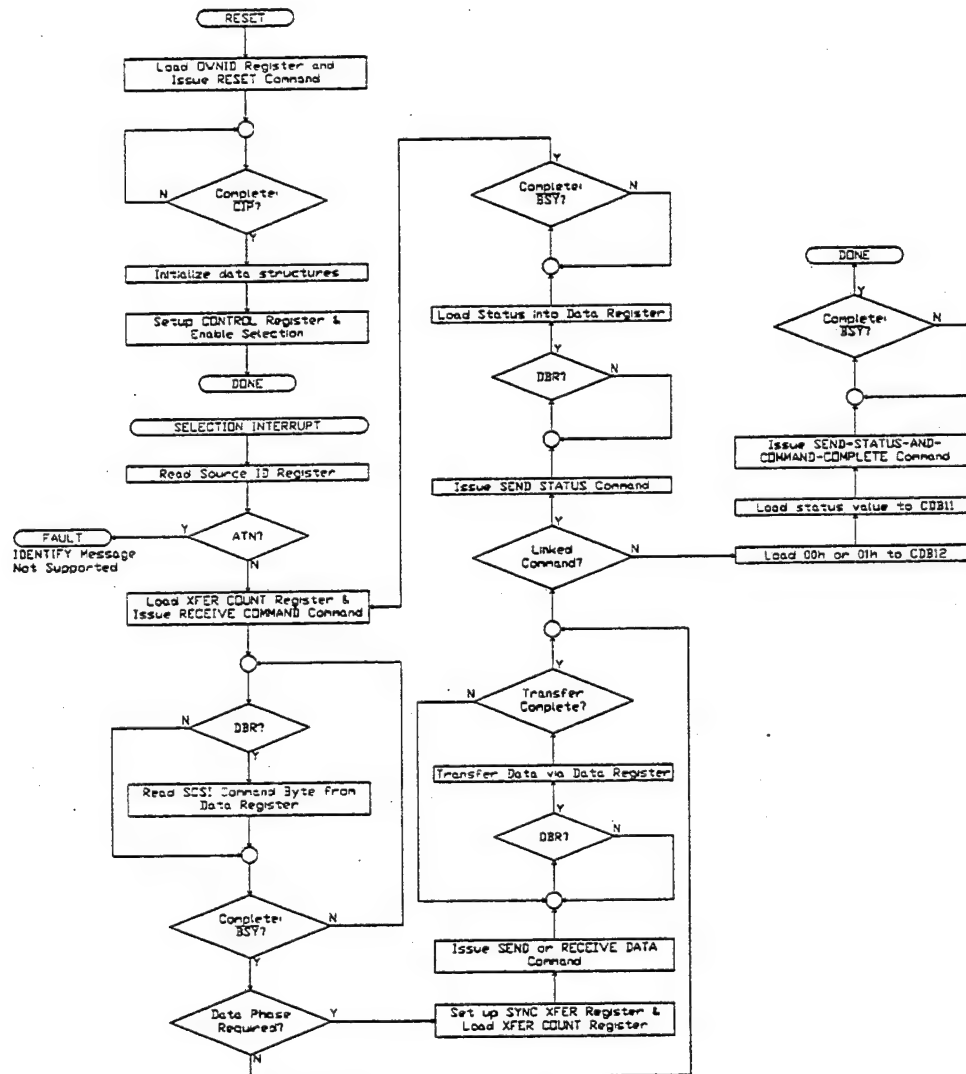 RESET
Load OWNID Register and
Issue RESET Command
N
Complete:
CIP?
Y
Initialize data structures
Setup CONTROL Register &
Enable Selection
DONE
SELECTION INTERRUPT
Read Source ID Register
Y
ATN?
N
FAULT
IDENTIFY Message
Not Supported
Load XFER COUNT Register &
Issue RECEIVE COMMAND Command
N
DBR?
Y
Read SCSI Command Byte from
Data Register
Complete:
BSY?
N
Y
Data Phase
Required?
Y
N
Y
Complete:
BSY?
N
Load Status into Data Register
Y
DBR?
N
Issue SEND STATUS Command
Y
Linked
Command?
N
Y
N
Transfer
Complete?
Transfer Data via Data Register
Y
DBR?
N
Issue SEND or RECEIVE DATA
Command
Set up SYNC XFER Register &
Load XFER COUNT Register
DONE
Y
Complete:
BSY?
N
Issue SEND-STATUS-AND-
COMMAND-COMPLETE Command
Load status value to CDB11
Load 00h or 01h to CDB12